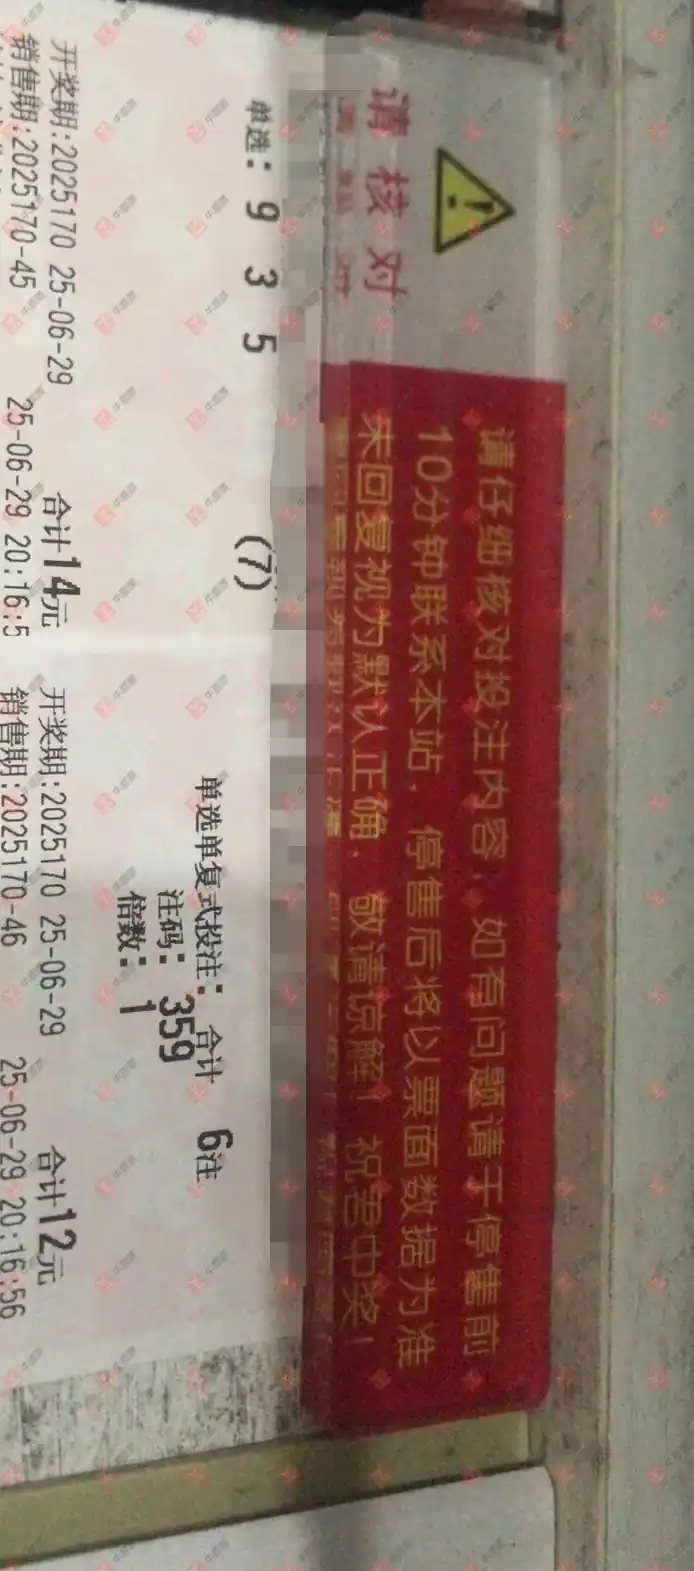 请核对
请仔细核对投注内容，如有问题请于停售前
10分钟联系本站，停售后将以票面数据为准
未回复视为默认正确，敬请谅解！祝君中奖！
单选: 9 3 5
(7)
合计14元
开奖期:2025170 25-06-29
销售期:2025170-45
25-06-29 20:16:5
单选单复式投注: 合计 6注
注码: 359
倍数: 1
合计12元
开奖期:2025170 25-06-29
销售期:2025170-46
25-06-29 20:16:56